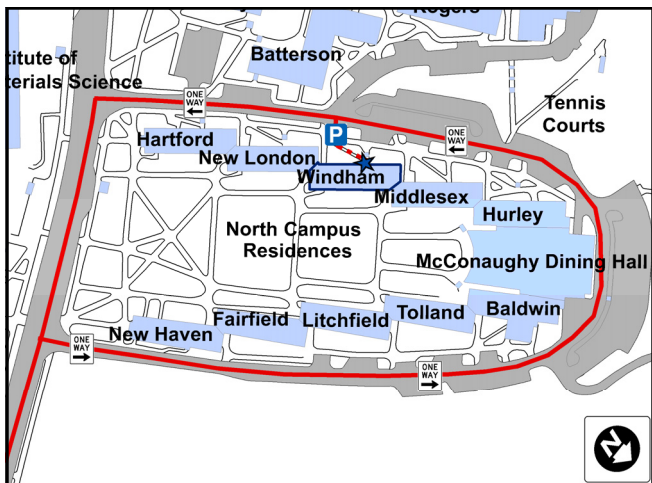 Rogers
Batterson
titute of
terials Science
ONE
WAY
Tennis
Courts
P
ONE
WAY
Hartford
New London
Windham
Middlesex
Hurley
North Campus
Residences
McConaughy Dining Hall
Baldwin
Tolland
Litchfield
Fairfield
New Haven
ONE
WAY
ONE
WAY
N